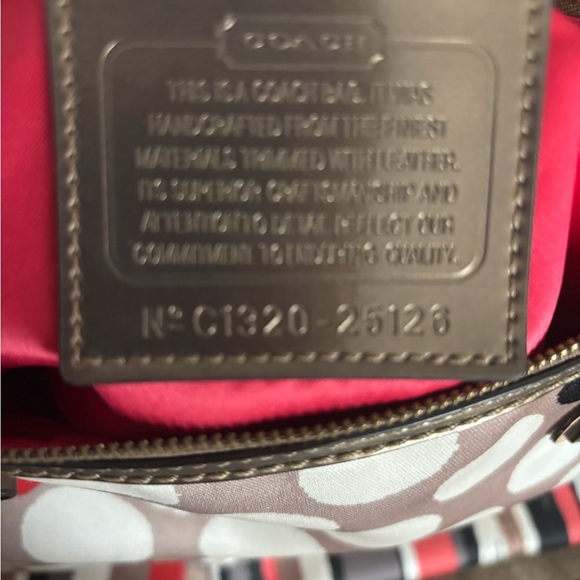 COACH
THIS IS A COACH BAG. IT WAS
HANDCRAFTED FROM THE FINEST
MATERIALS TRIMMED WITH LEATHER.
ITS SUPERIOR CRAFTSMANSHIP AND
ATTENTION TO DETAIL REFLECT OUR
COMMITMENT TO ENDURING QUALITY.
Nº C1320-25126